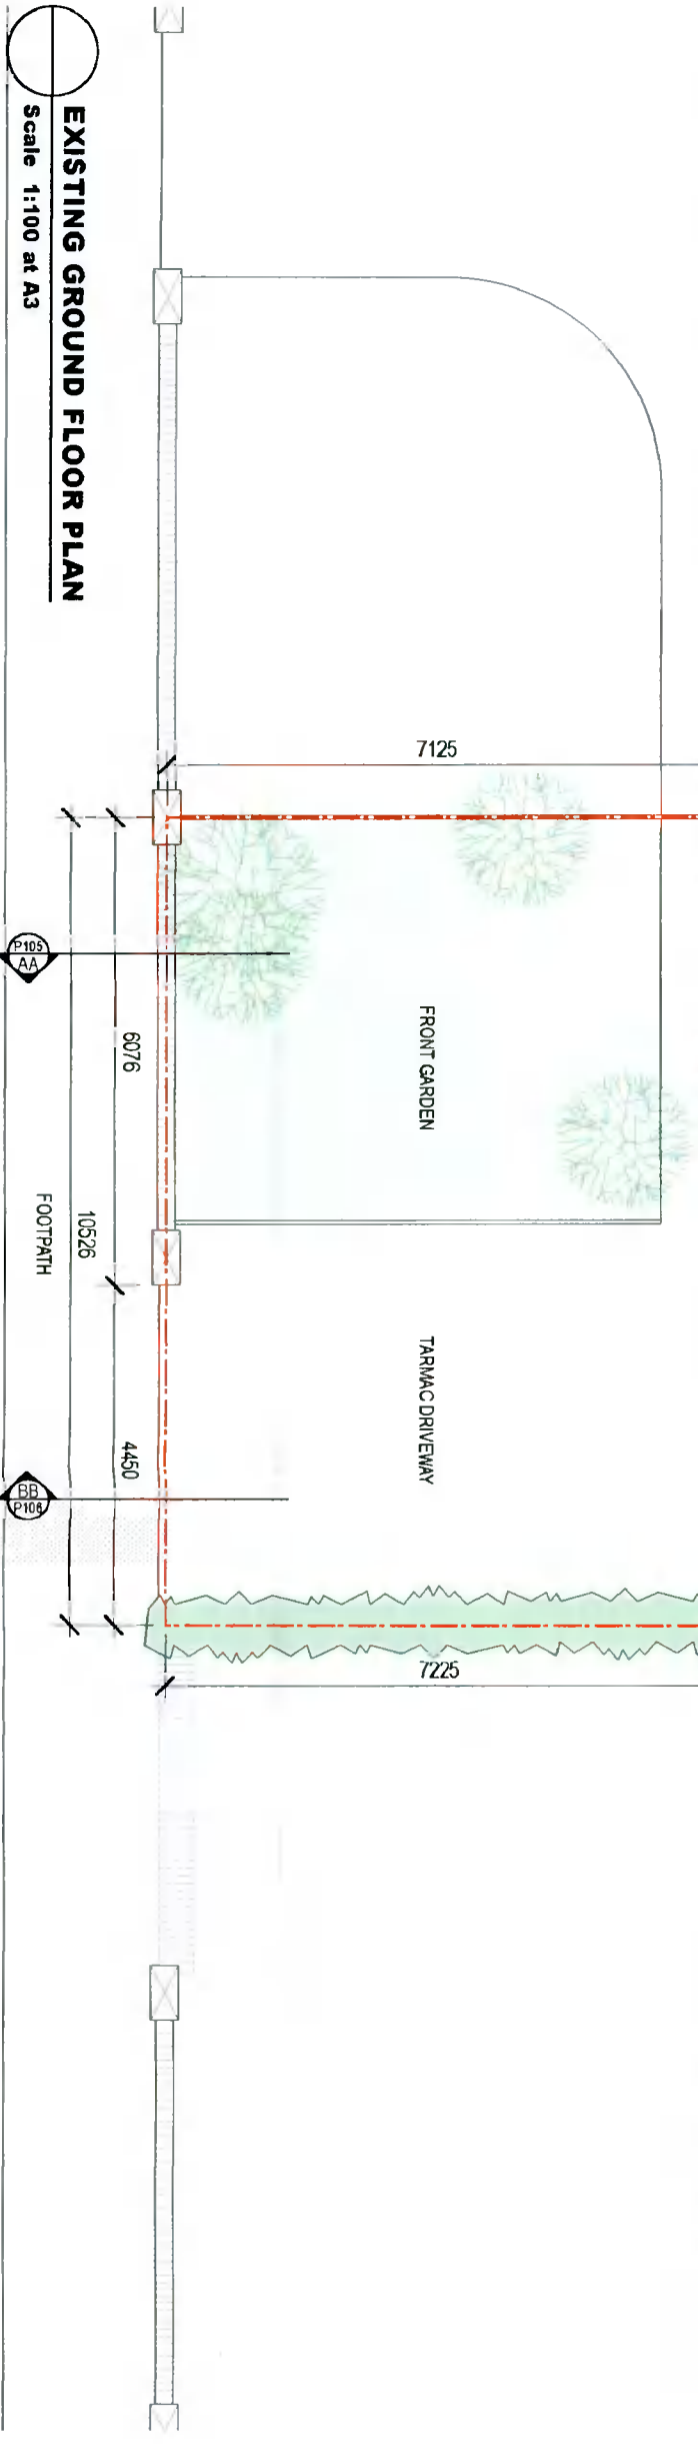 EXISTING GROUND FLOOR PLAN
Scale 1:100 at A3
7125
FRONT GARDEN
TARMAC DRIVEWAY
7225
6076
4450
10526
FOOTPATH
P105
AA
BB
P106